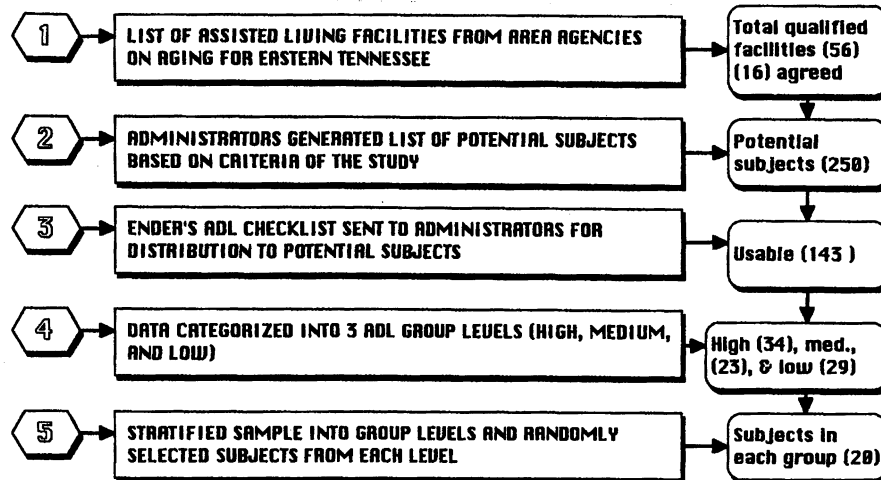 1
LIST OF ASSISTED LIVING FACILITIES FROM AREA AGENCIES
ON AGING FOR EASTERN TENNESSEE
Total qualified
facilities (56)
(16) agreed
2
ADMINISTRATORS GENERATED LIST OF POTENTIAL SUBJECTS
BASED ON CRITERIA OF THE STUDY
Potential
subjects (250)
3
ENDER'S ADL CHECKLIST SENT TO ADMINISTRATORS FOR
DISTRIBUTION TO POTENTIAL SUBJECTS
Usable (143 )
4
DATA CATEGORIZED INTO 3 ADL GROUP LEVELS (HIGH, MEDIUM,
AND LOW)
High (34), med.,
(23), & low (29)
5
STRATIFIED SAMPLE INTO GROUP LEVELS AND RANDOMLY
SELECTED SUBJECTS FROM EACH LEVEL
Subjects in
each group (20)